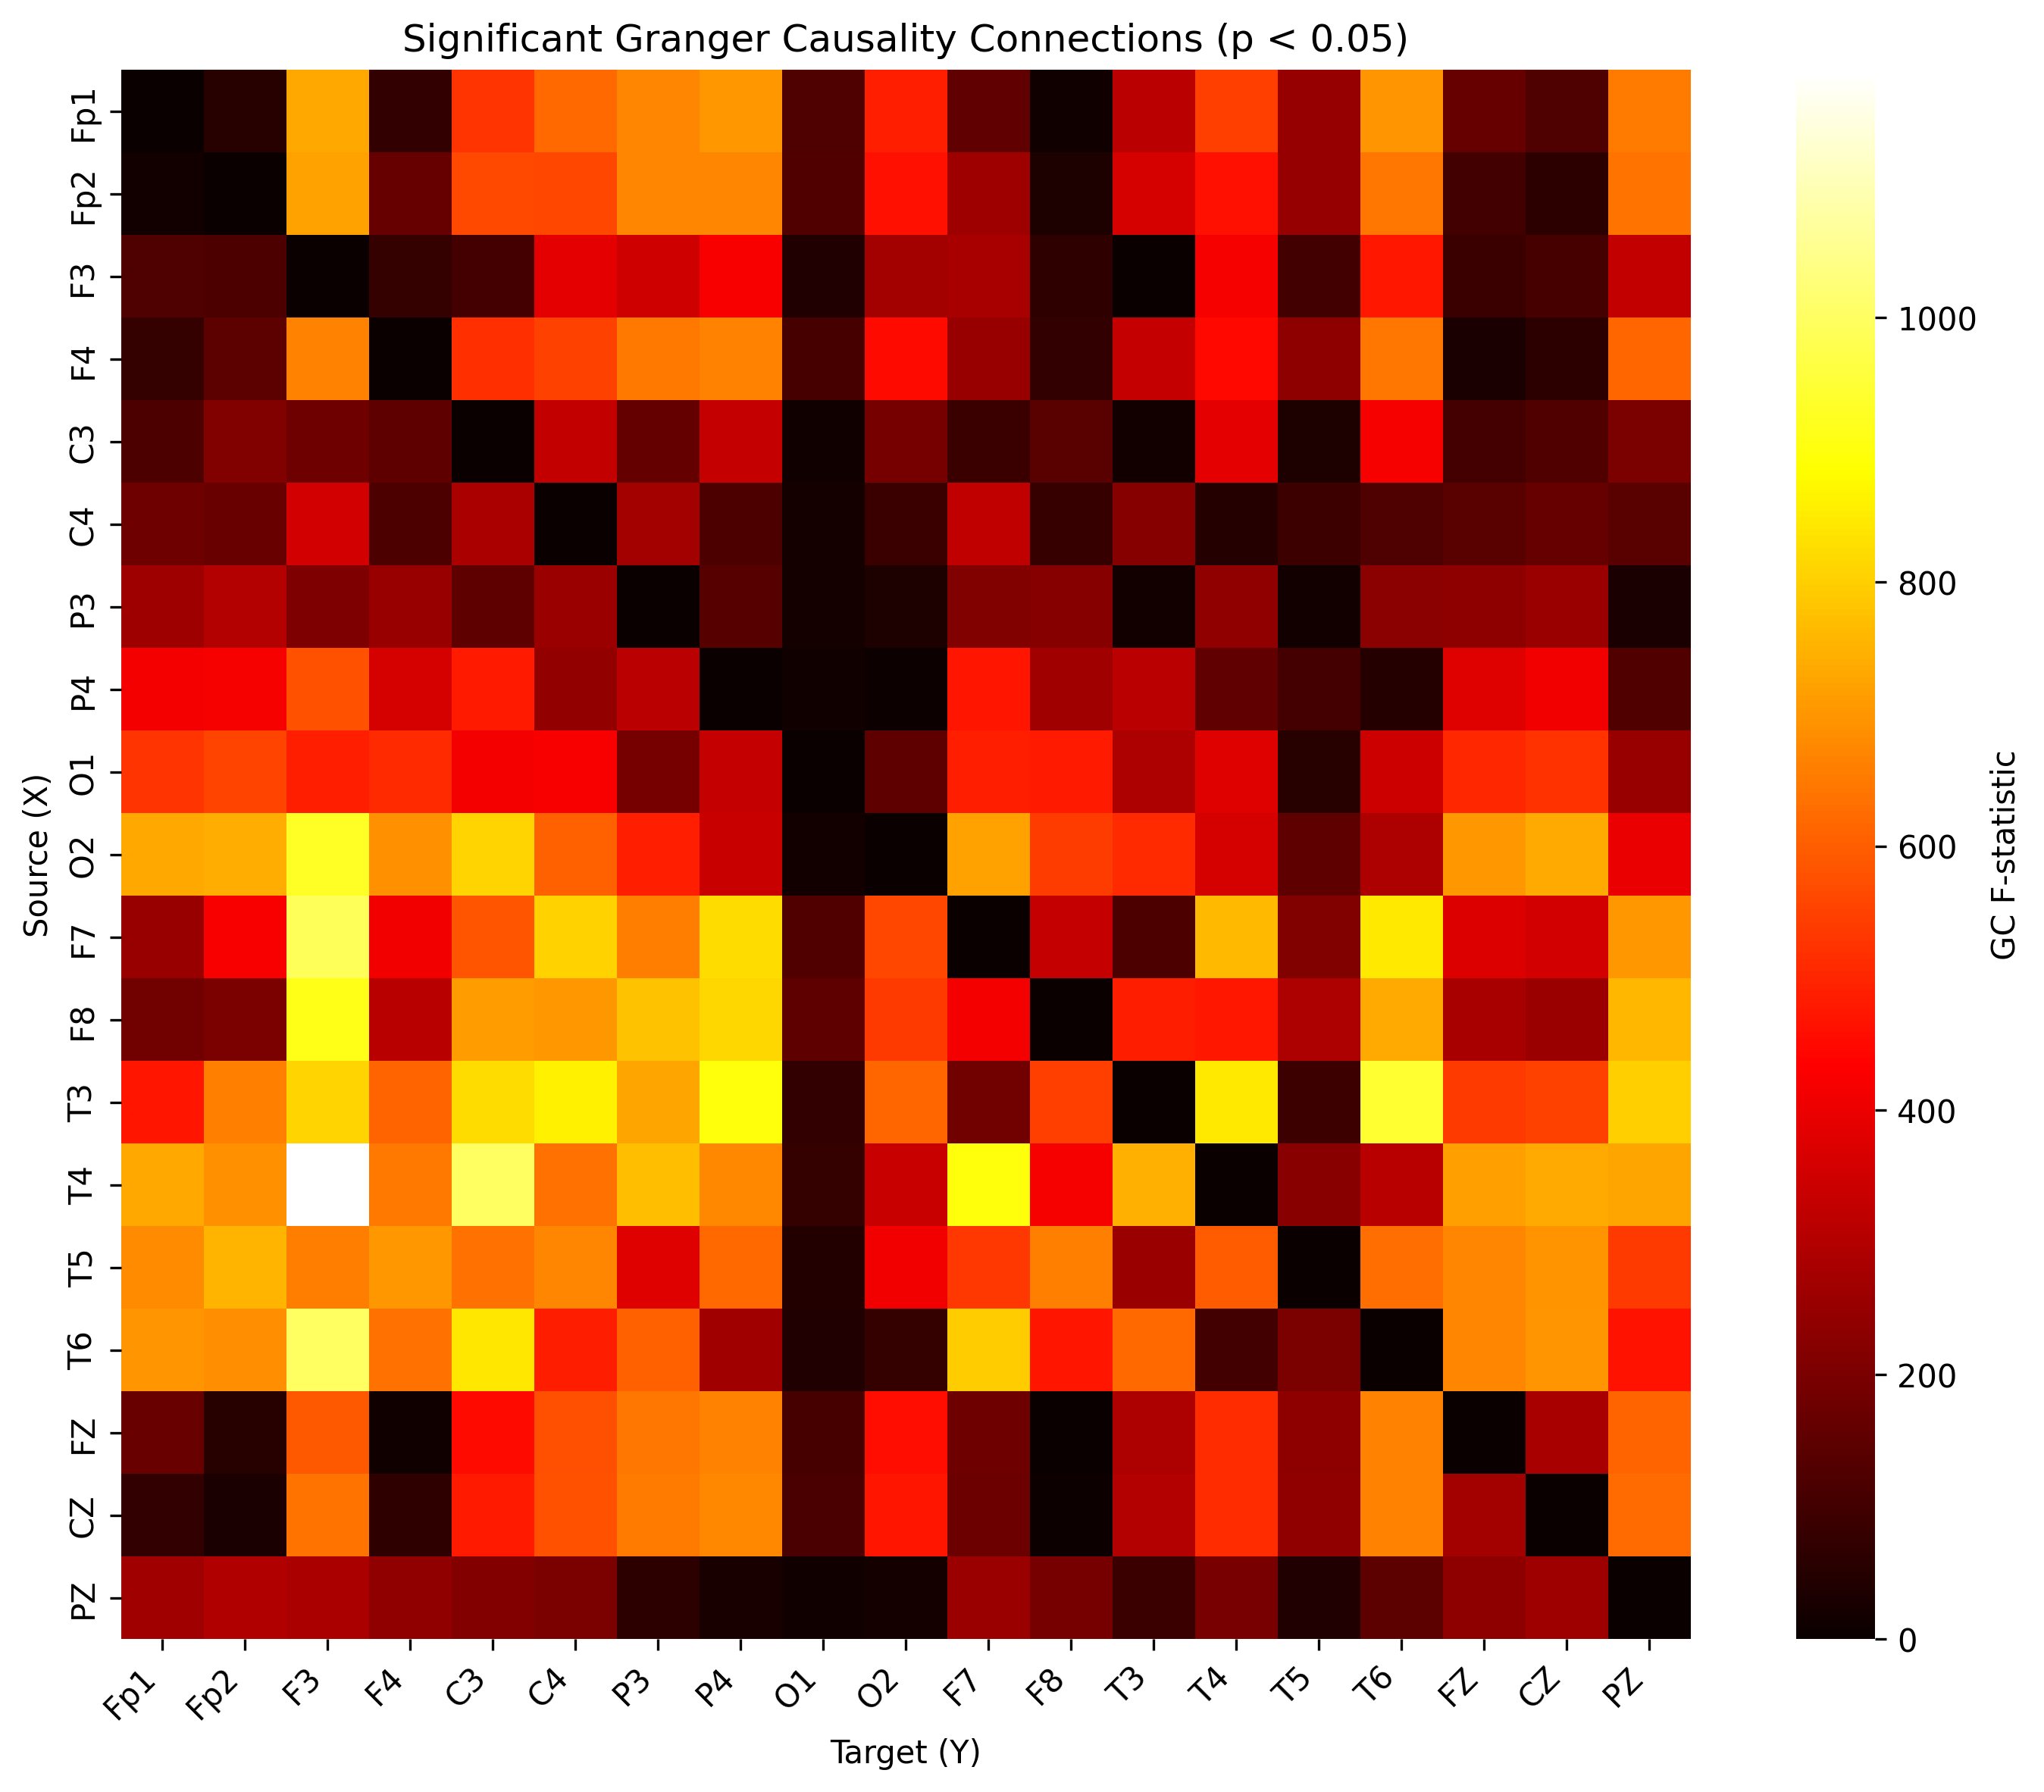 Significant Granger Causality Connections (p < 0.05)
Source (X)
Fp1
Fp2
F3
F4
C3
C4
P3
P4
O1
O2
F7
F8
T3
T4
T5
T6
FZ
CZ
PZ
Fp1
Fp2
F3
F4
C3
C4
P3
P4
O1
O2
F7
F8
T3
T4
T5
T6
FZ
CZ
PZ
Target (Y)
1000
800
600
400
200
0
GC F-statistic